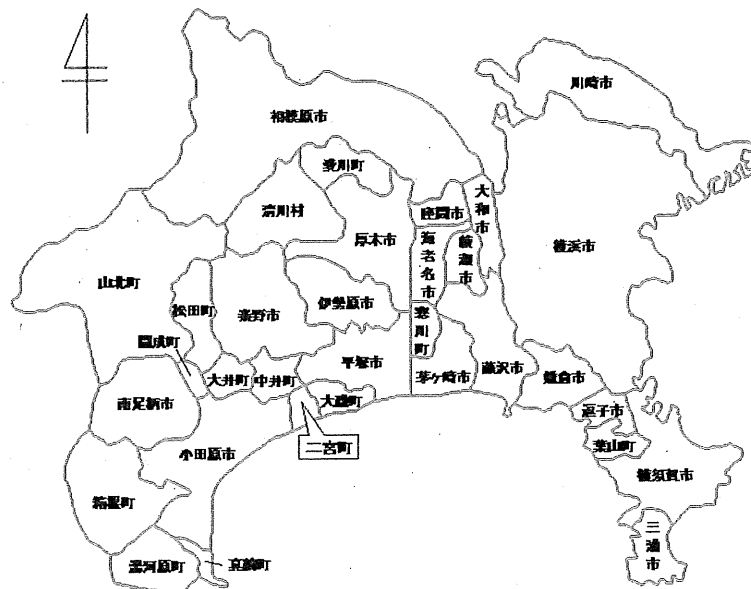 川崎市
相模原市
愛川町
清川村
座間市
大和市
厚木市
海老名市
綾瀬市
横浜市
山北町
松田町
秦野市
伊勢原市
寒川町
開成町
大井町
中井町
平塚市
茅ヶ崎市
藤沢市
鎌倉市
南足柄市
大磯町
逗子市
小田原市
二宮町
葉山町
横須賀市
箱根町
三浦市
湯河原町
真鶴町